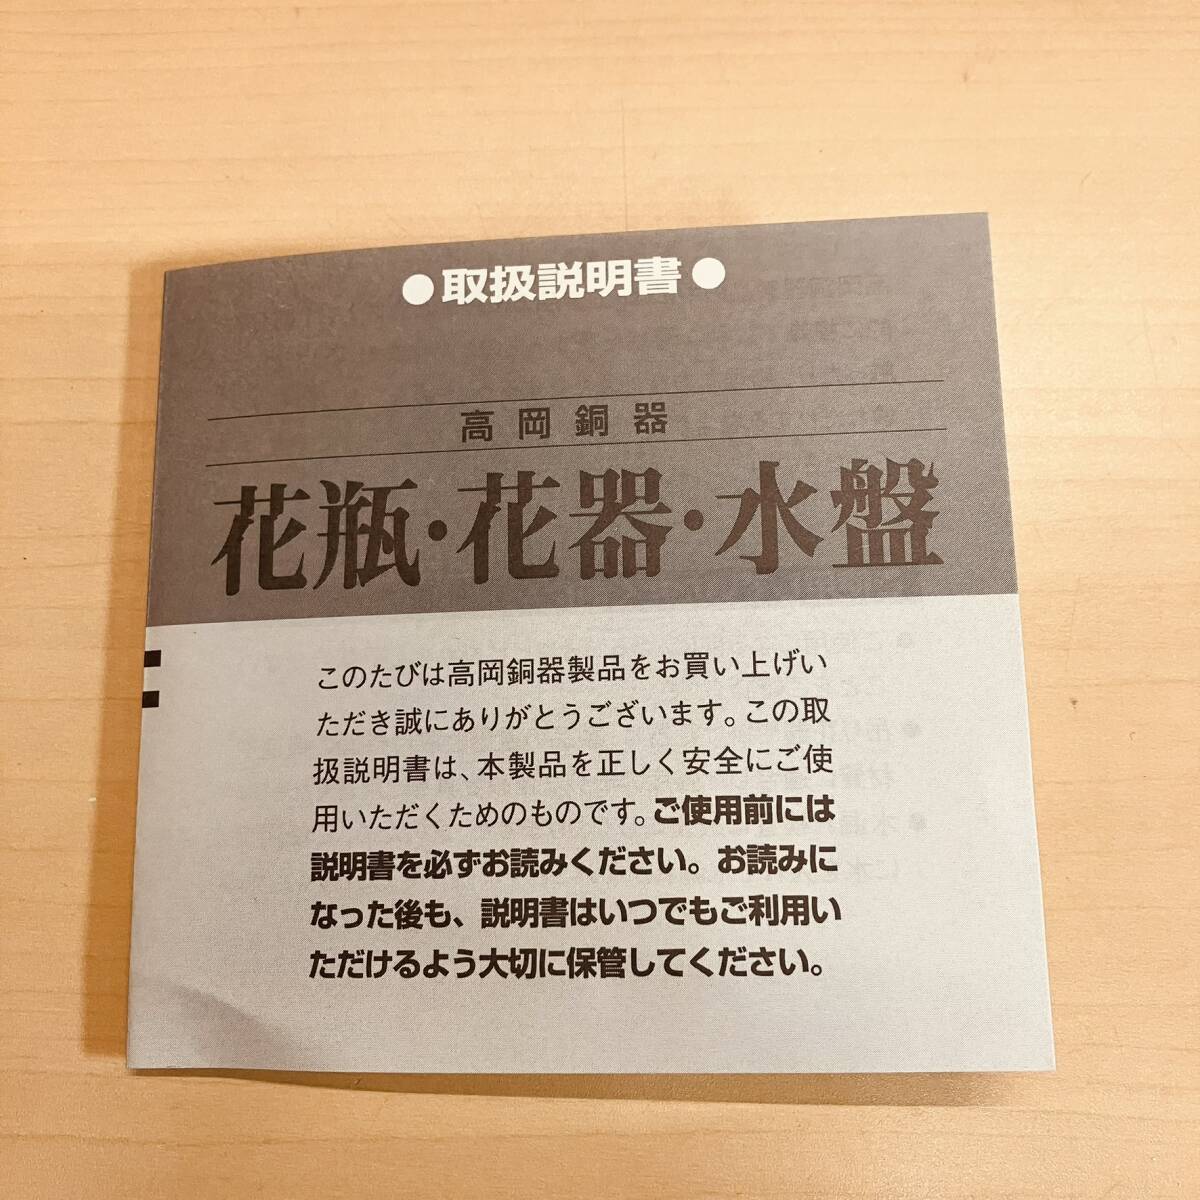 ●取扱説明書●
高岡銅器
花瓶・花器・水盤
このたびは高岡銅器製品をお買い上げい
ただき誠にありがとうございます。この取
扱説明書は、本製品を正しく安全にご使
用いただくためのものです。ご使用前には
説明書を必ずお読みください。お読みに
なった後も、説明書はいつでもご利用い
ただけるよう大切に保管してください。